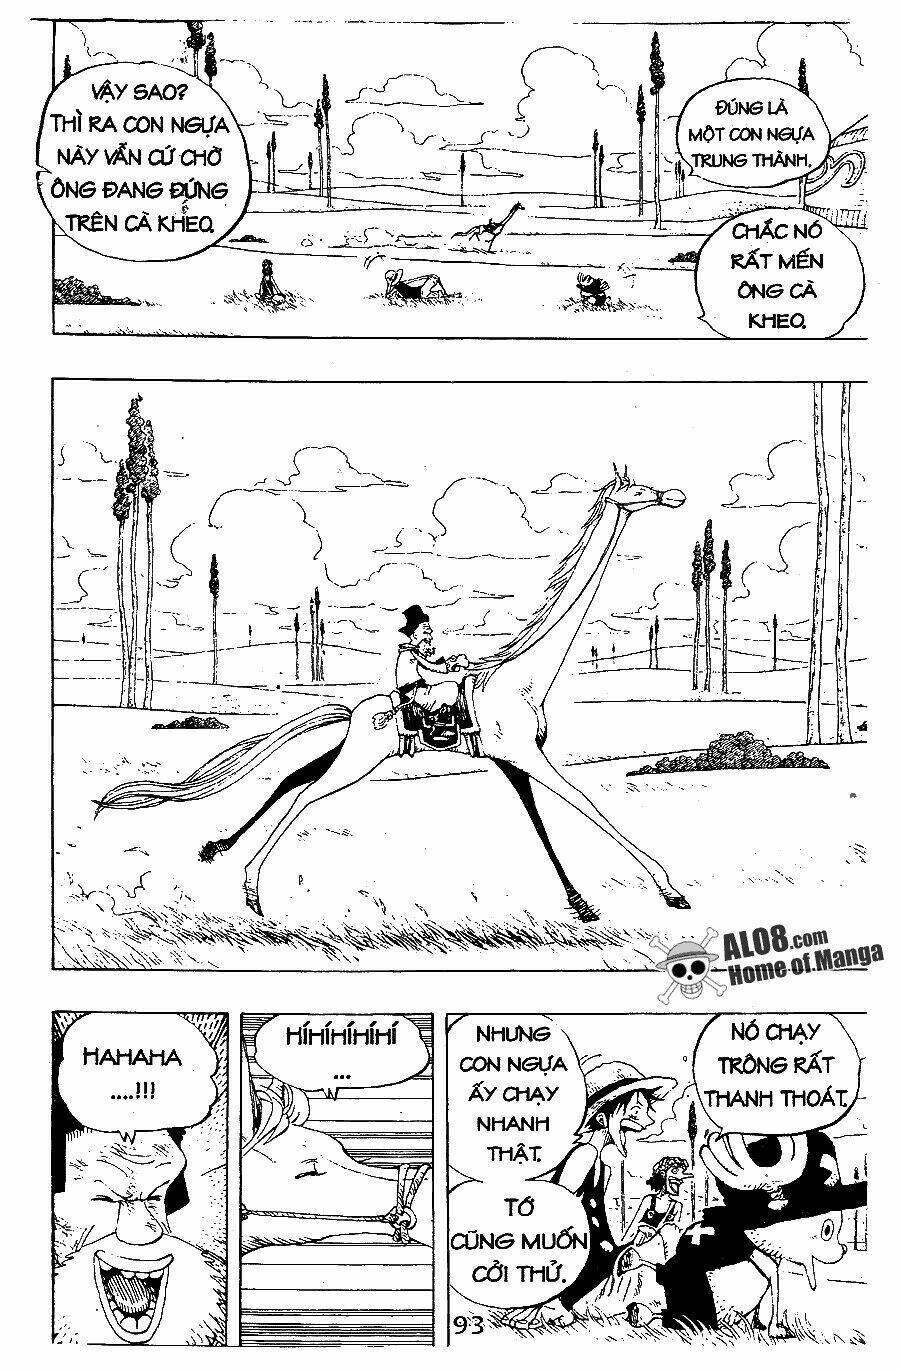 VẬY SAO?
THÌ RA CON NGỰA
NÀY VẪN CỨ CHỜ
ÔNG ĐANG ĐỨNG
TRÊN CÀ KHEO.
ĐÚNG LÀ
MỘT CON NGỰA
TRUNG THÀNH.
CHẮC NÓ
RẤT MẾN
ÔNG CÀ
KHEO.
AL08.com
Home of Manga
HAHAHA
....!!!
HÍHÍHÍHÍHÍ
...
NHƯNG
CON NGỰA
ẤY CHẠY
NHANH
THẬT.
TỚ
CŨNG MUỐN
CỞI THỬ.
NÓ CHẠY
TRÔNG RẤT
THANH THOÁT.
93